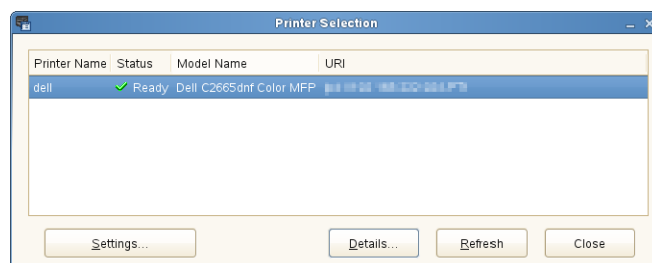 Printer Selection
Printer Name Status Model Name URI
dell Ready Dell C2665dnf Color MFP
Settings... Details... Refresh Close